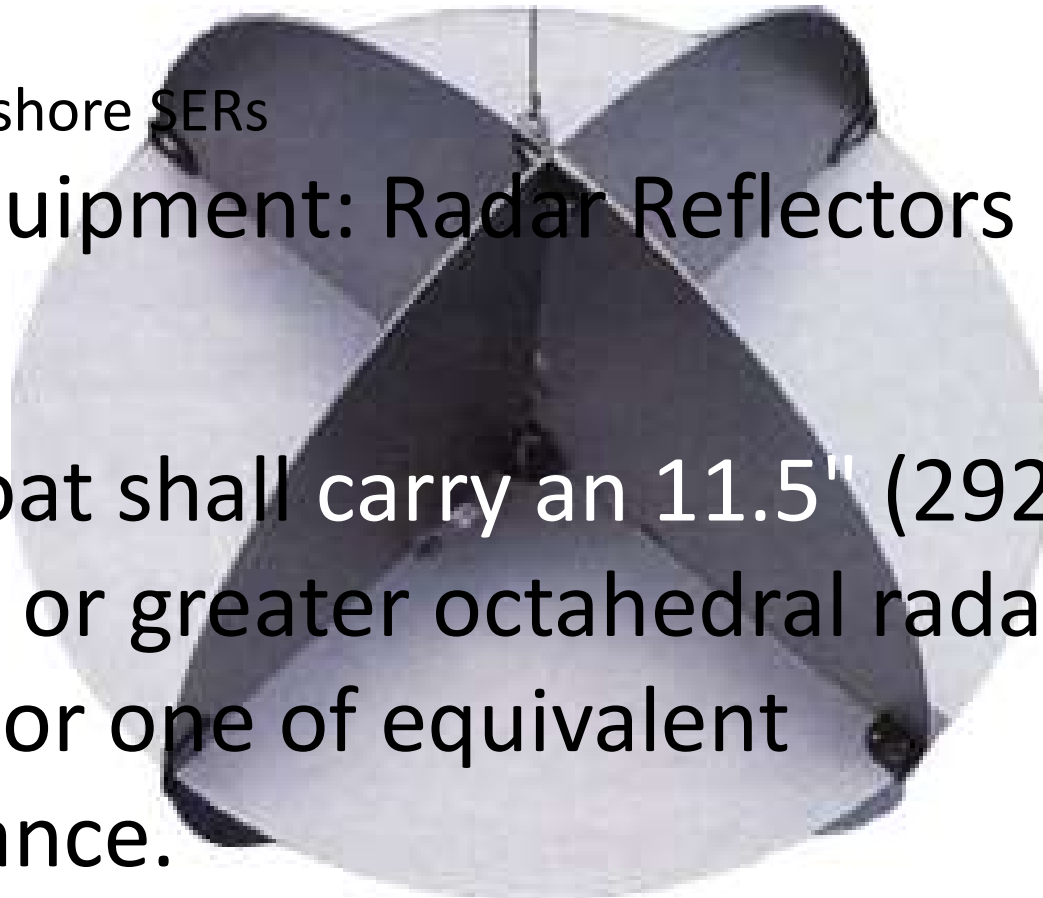 shore SERs
uipment: Radar Reflectors
oat shall carry an 11.5" (292
or greater octahedral rada
or one of equivalent
ance.